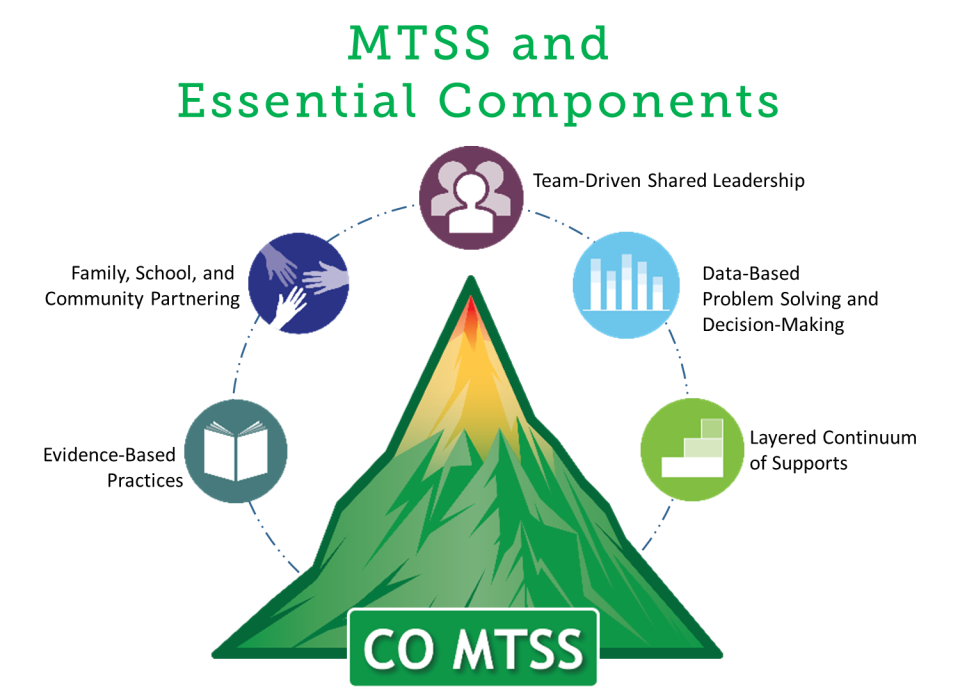 MTSS and
Essential Components
Team-Driven Shared Leadership
Family, School, and
Community Partnering
Data-Based
Problem Solving and
Decision-Making
Evidence-Based
Practices
Layered Continuum
of Supports
CO MTSS